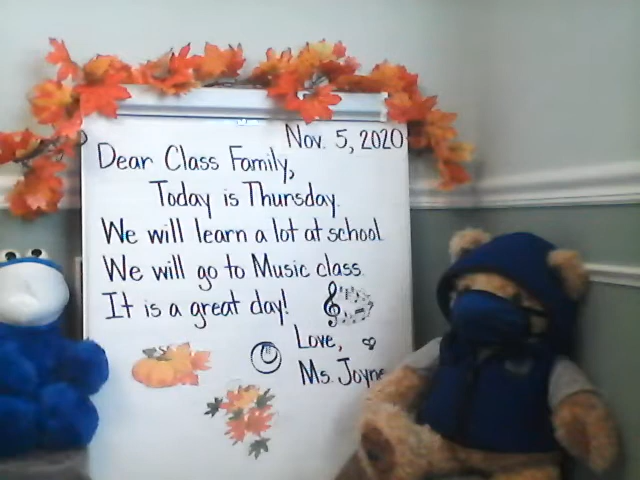 Nov. 5, 2020
Dear Class Family,
Today is Thursday.
We will learn a lot at school.
We will go to Music class.
It is a great day!
Love,
Ms. Joyne